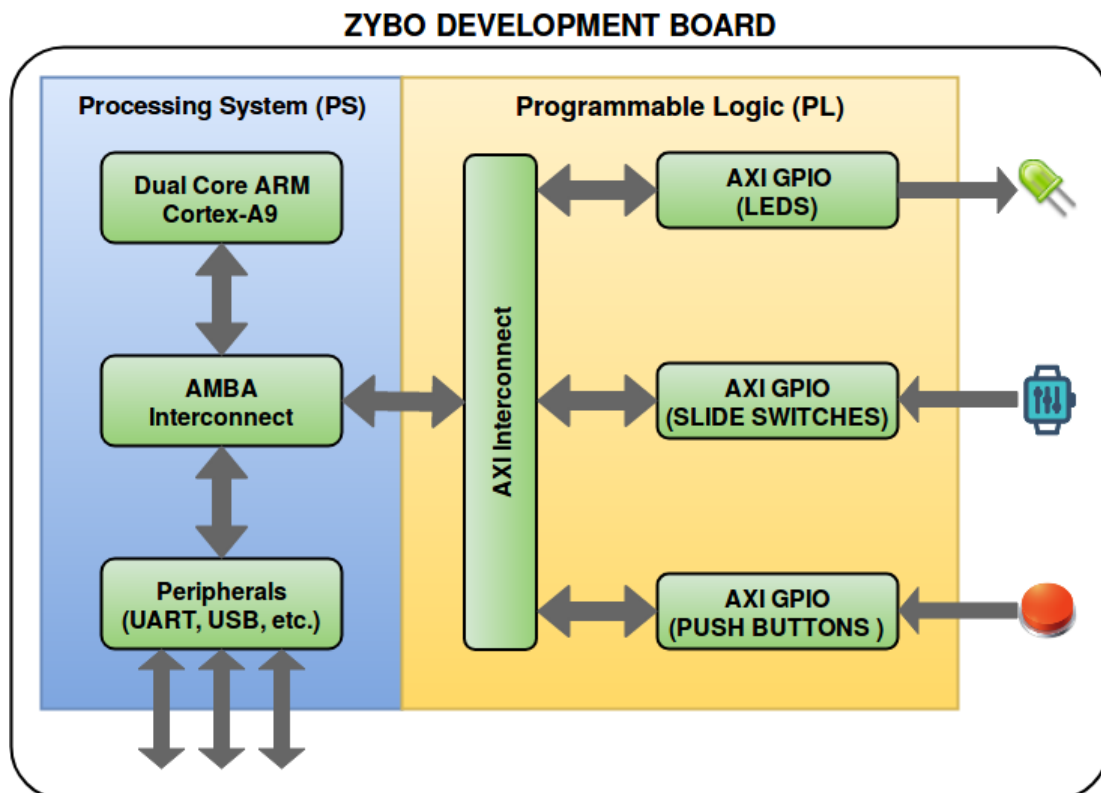 ZYBO DEVELOPMENT BOARD
Processing System (PS)
Dual Core ARM
Cortex-A9
AMBA
Interconnect
Peripherals
(UART, USB, etc.)
Programmable Logic (PL)
AXI Interconnect
AXI GPIO
(LEDS)
AXI GPIO
(SLIDE SWITCHES)
AXI GPIO
(PUSH BUTTONS )